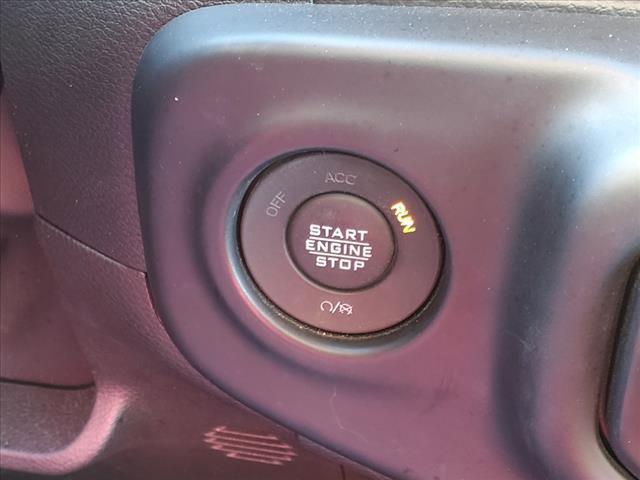 OFF ACC RUN
START
ENGINE
STOP